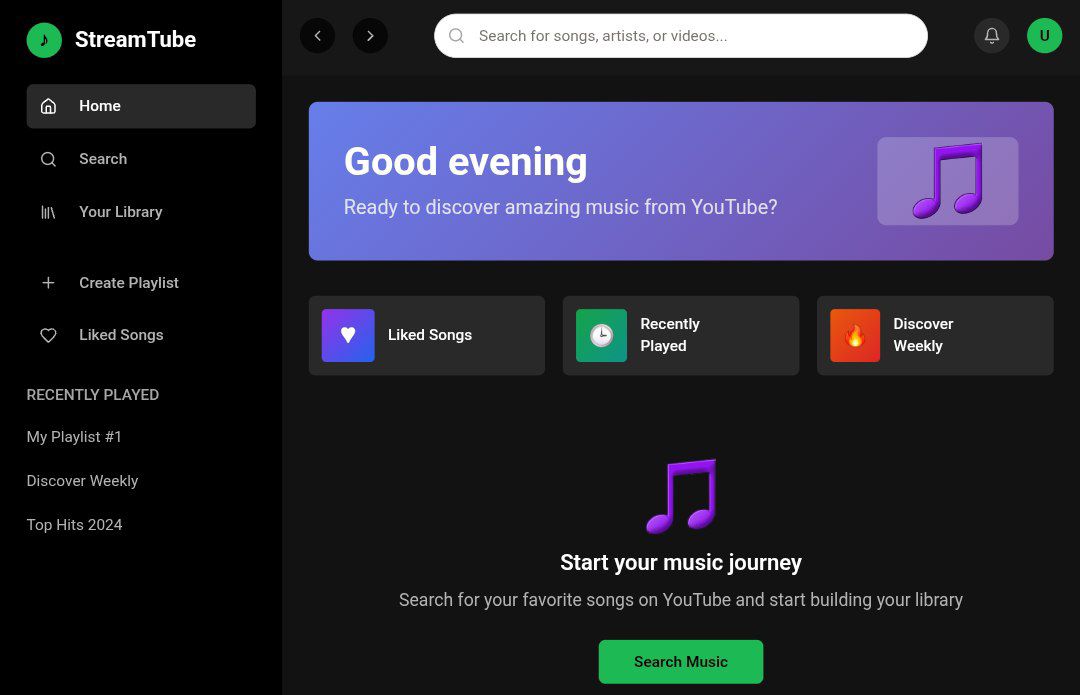 StreamTube
Home
Search
Your Library
Create Playlist
Liked Songs
RECENTLY PLAYED
My Playlist #1
Discover Weekly
Top Hits 2024
Search for songs, artists, or videos...
U
Good evening
Ready to discover amazing music from YouTube?
Liked Songs
Recently
Played
Discover
Weekly
Start your music journey
Search for your favorite songs on YouTube and start building your library
Search Music